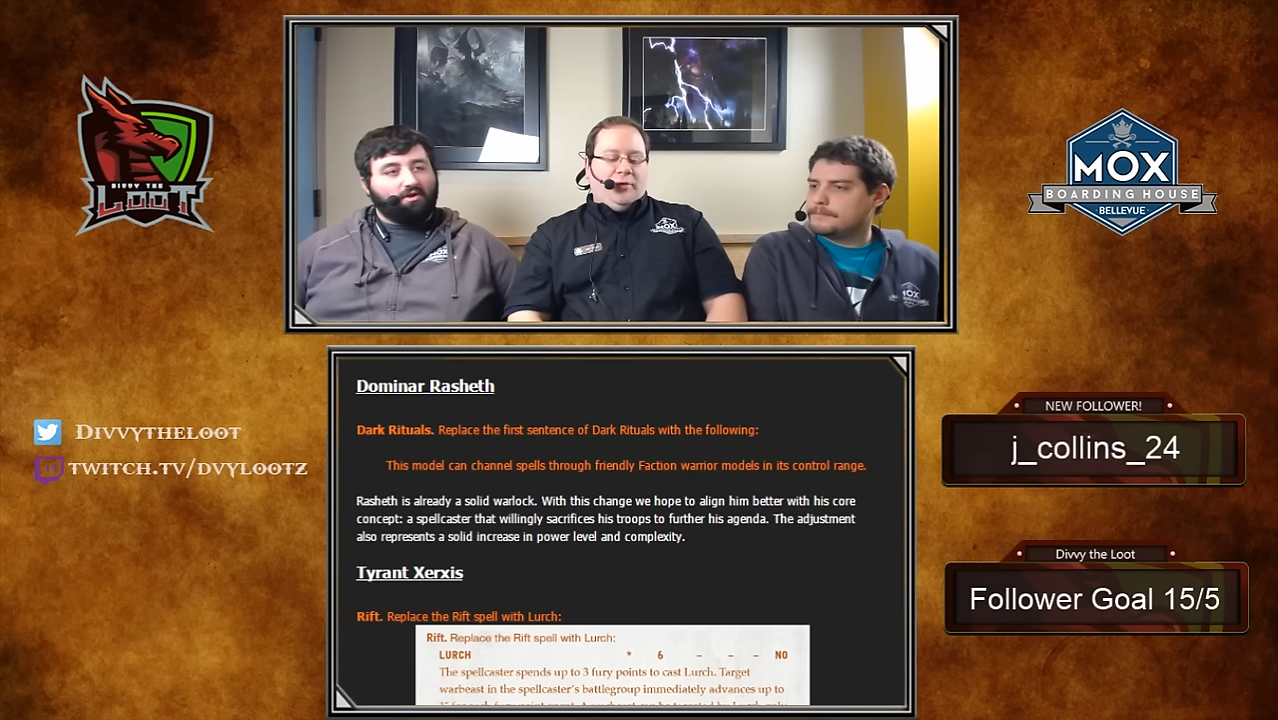 DIVVY THE
LOOT
MOX
BOARDING HOUSE
BELLEVUE
MOX
MOX
MOX
DIVVYTHELOOT
TWITCH.TV/DVYLOOTZ
Dominar Rasheth
Dark Rituals. Replace the first sentence of Dark Rituals with the following:
This model can channel spells through friendly Faction warrior models in its control range.
Rasheth is already a solid warlock. With this change we hope to align him better with his core
concept: a spellcaster that willingly sacrifices his troops to further his agenda. The adjustment
also represents a solid increase in power level and complexity.
Tyrant Xerxis
Rift. Replace the Rift spell with Lurch:
Rift. Replace the Rift spell with Lurch:
LURCH * 6 – – – NO
The spellcaster spends up to 3 fury points to cast Lurch. Target
warbeast in the spellcaster's battlegroup immediately advances up to
NEW FOLLOWER!
j_collins_24
Divvy the Loot
Follower Goal 15/5